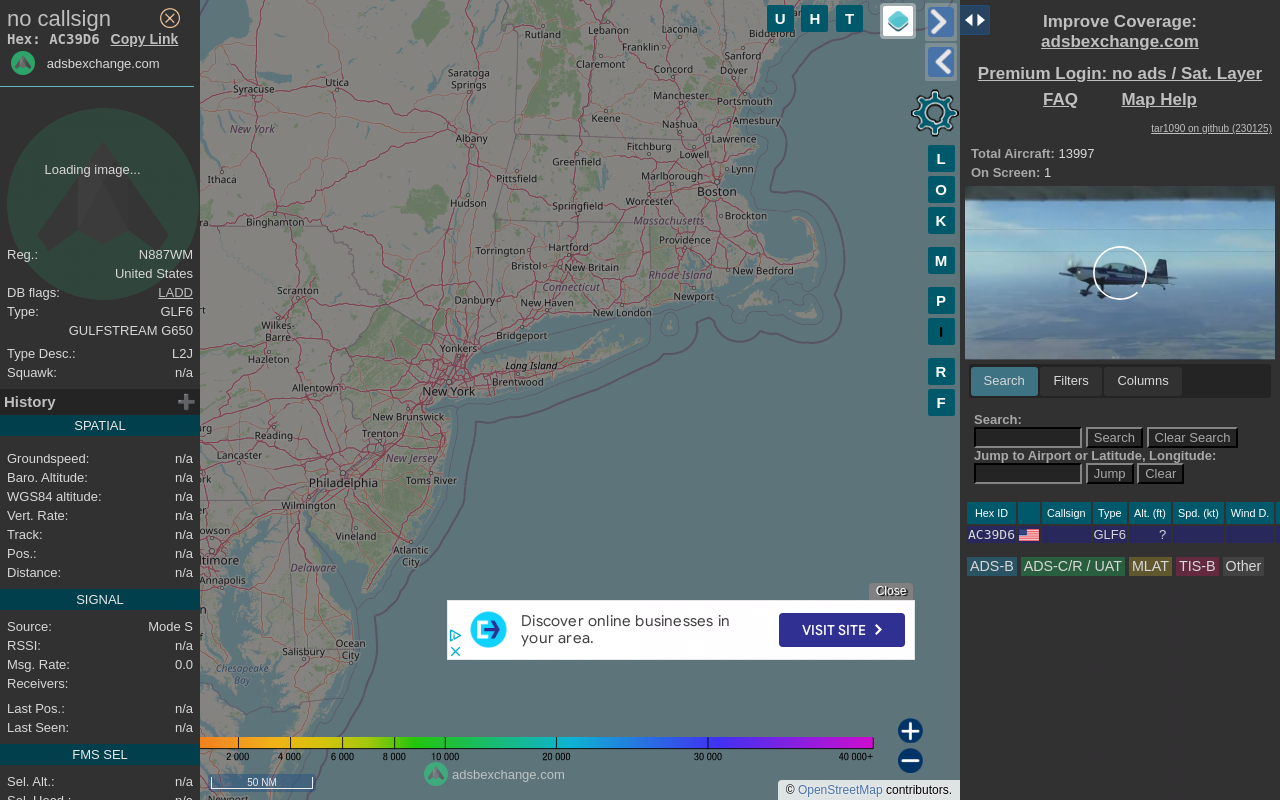 no callsign
Hex: AC39D6 Copy Link
adsbexchange.com
Loading image...
Reg.: N887WM
United States
DB flags: LADD
Type: GLF6
GULFSTREAM G650
Type Desc.: L2J
Squawk: n/a
History
SPATIAL
Groundspeed: n/a
Baro. Altitude: n/a
WGS84 altitude: n/a
Vert. Rate: n/a
Track: n/a
Pos.: n/a
Distance: n/a
SIGNAL
Source: Mode S
RSSI: n/a
Msg. Rate: 0.0
Receivers:
Last Pos.: n/a
Last Seen: n/a
FMS SEL
Sel. Alt.: n/a
Sel. Head.: n/a
U H T
L
O
K
M
P
I
R
F
Rutland
Lebanon
Laconia
Biddeford
Franklin
Claremont
Sanford
Concord
Dover
Utica
Saratoga
Springs
Syracuse
Manchester
Portsmouth
Keene
Nashua
Amesbury
New York
Albany
Fitchburg
Lawrence
Lowell
Greenfield
Ithaca
Pittsfield
Marlborough
Lynn
Boston
Hudson
Springfield
Worcester
Binghamton
Massachusetts
Brockton
Torrington
Hartford
Providence
Bristol
New Britain
Rhode Island
New Bedford
Connecticut
Scranton
Danbury
New Haven
Newport
New London
Wilkes-
Barre
Bridgeport
Yonkers
Hazleton
Long Island
Brentwood
Allentown
New York
New Brunswick
Reading
Trenton
Lancaster
New Jersey
Philadelphia
Toms River
Wilmington
Vineland
Atlantic
City
Annapolis
Delaware
Salisbury
Ocean
City
Chesapeake
Bay
Close
Discover online businesses in
your area.
VISIT SITE
2 000 4 000 6 000 8 000 10 000 20 000 30 000 40 000+
50 NM
adsbexchange.com
© OpenStreetMap contributors.
Improve Coverage:
adsbexchange.com
Premium Login: no ads / Sat. Layer
FAQ Map Help
tar1090 on github (230125)
Total Aircraft: 13997
On Screen: 1
Search Filters Columns
Search:
Search Clear Search
Jump to Airport or Latitude, Longitude:
Jump Clear
Hex ID Callsign Type Alt. (ft) Spd. (kt) Wind D.
AC39D6 GLF6 ?
ADS-B ADS-C/R / UAT MLAT TIS-B Other